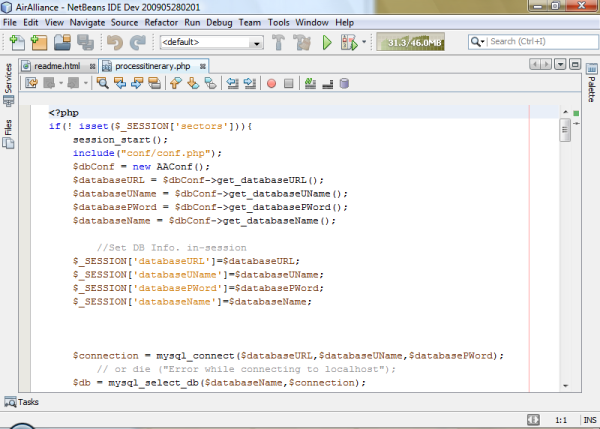 AirAlliance - NetBeans IDE Dev 200905280201
File Edit View Navigate Source Refactor Run Debug Team Tools Window Help
<default> 31.3/46.0MB Search (Ctrl+I)
readme.html processitinerary.php
Services
Files
Palette
<?php
if(! isset($_SESSION['sectors'])){
session_start();
include("conf/conf.php");
$dbConf = new AAConf();
$databaseURL = $dbConf->get_databaseURL();
$databaseUName = $dbConf->get_databaseUName();
$databasePWord = $dbConf->get_databasePWord();
$databaseName = $dbConf->get_databaseName();
//Set DB Info. in-session
$_SESSION['databaseURL']=$databaseURL;
$_SESSION['databaseUName']=$databaseUName;
$_SESSION['databasePWord']=$databasePWord;
$_SESSION['databaseName']=$databaseName;
$connection = mysql_connect($databaseURL,$databaseUName,$databasePWord);
// or die ("Error while connecting to localhost");
$db = mysql_select_db($databaseName,$connection);
Tasks
1:1 INS